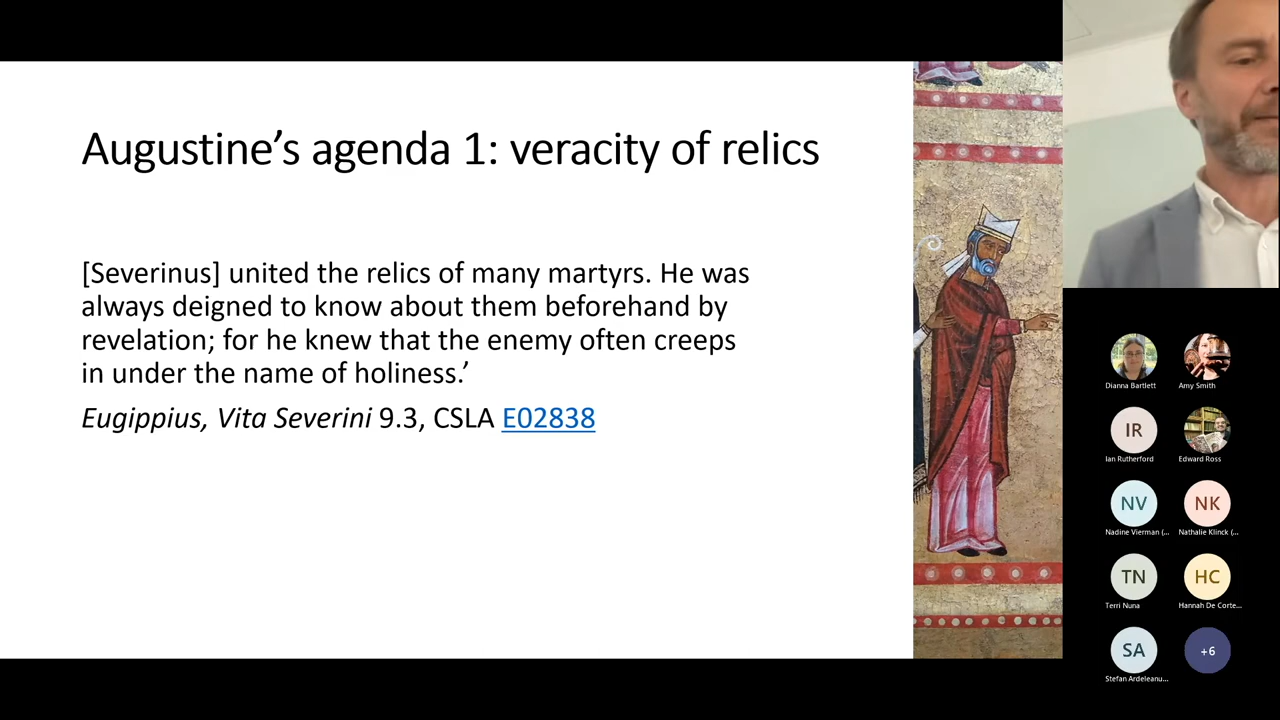 Augustine’s agenda 1: veracity of relics
[Severinus] united the relics of many martyrs. He was
always deigned to know about them beforehand by
revelation; for he knew that the enemy often creeps
in under the name of holiness.’
Eugippius, Vita Severini 9.3, CSLA E02838
Dianna Bartlett
Amy Smith
IR
Ian Rutherford
Edward Ross
NV
Nadine Vierman (...
NK
Nathalie Klinck (...
TN
Terri Nuna
HC
Hannah De Corte...
SA
Stefan Ardeleanu...
+6